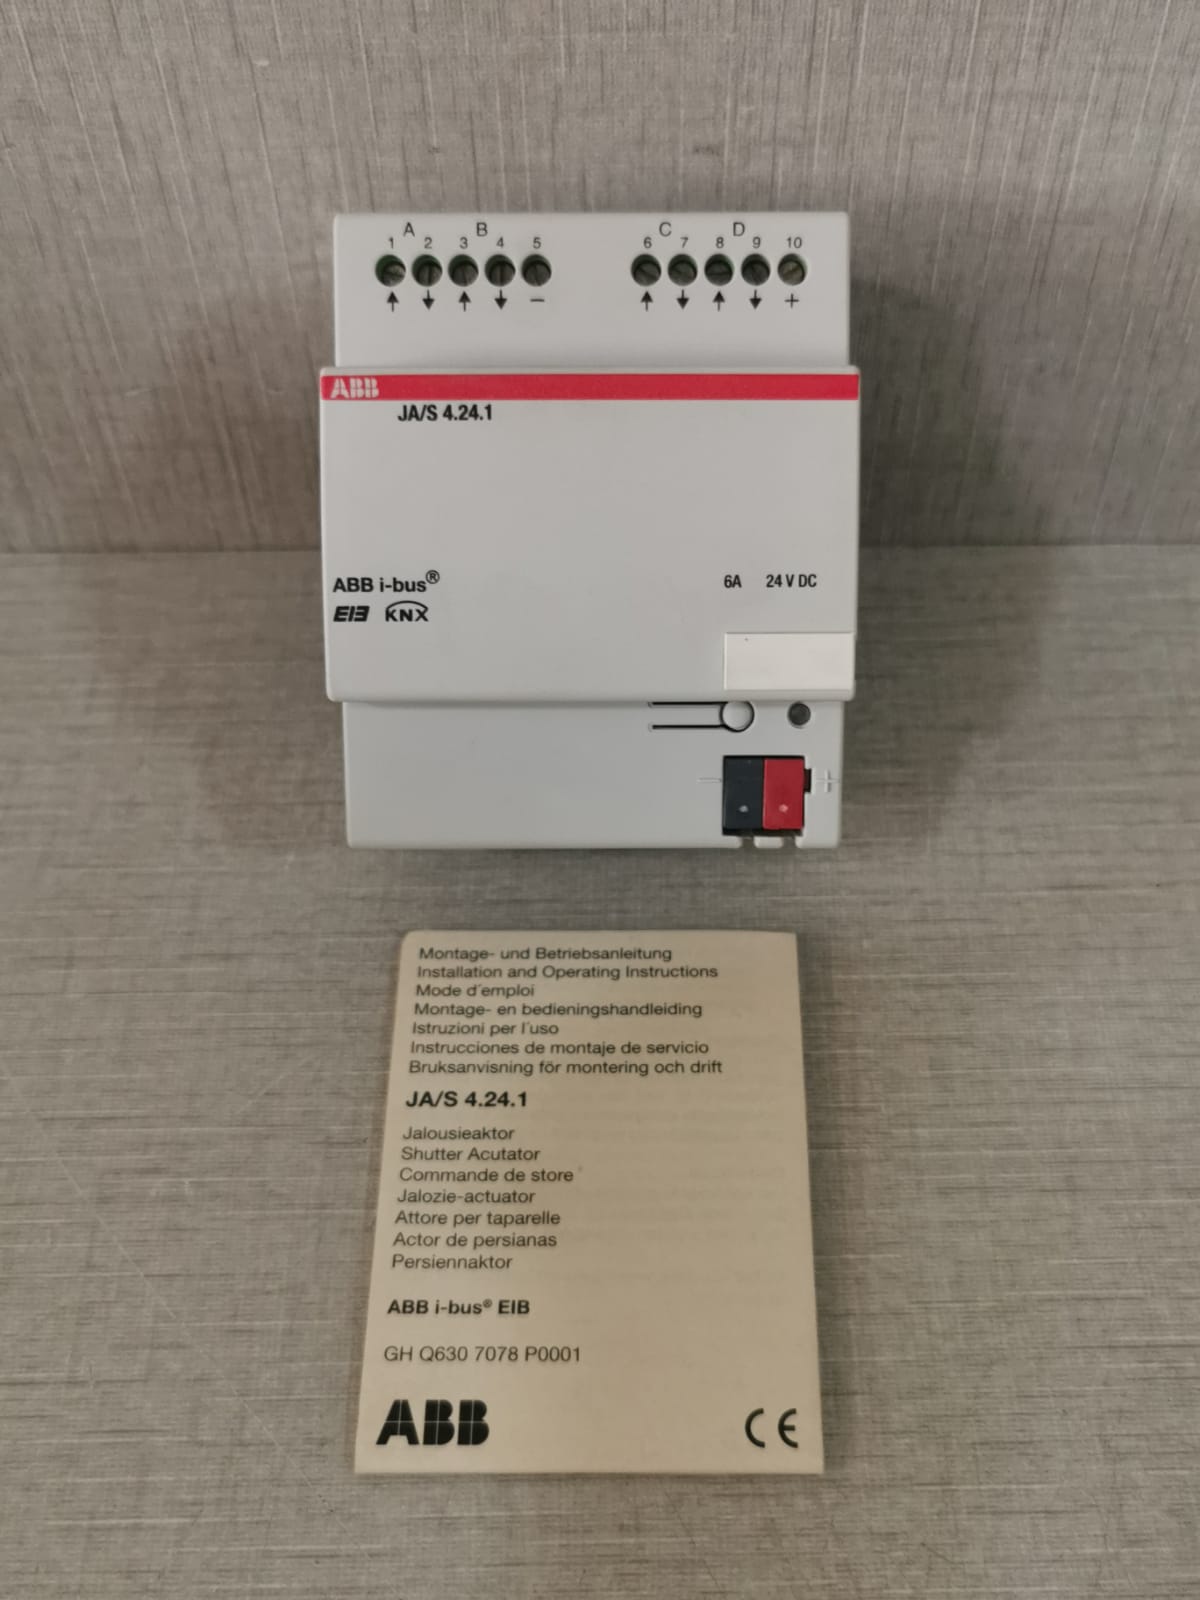 A B C D
1 2 3 4 5 6 7 8 9 10
− +
ABB
JA/S 4.24.1
ABB i-bus®
6A 24 V DC
EIB KNX
− +
Montage- und Betriebsanleitung
Installation and Operating Instructions
Mode d´emploi
Montage- en bedieningshandleiding
Istruzioni per l´uso
Instrucciones de montaje de servicio
Bruksanvisning för montering och drift
JA/S 4.24.1
Jalousieaktor
Shutter Acutator
Commande de store
Jalozie-actuator
Attore per taparelle
Actor de persianas
Persiennaktor
ABB i-bus® EIB
GH Q630 7078 P0001
ABB CE